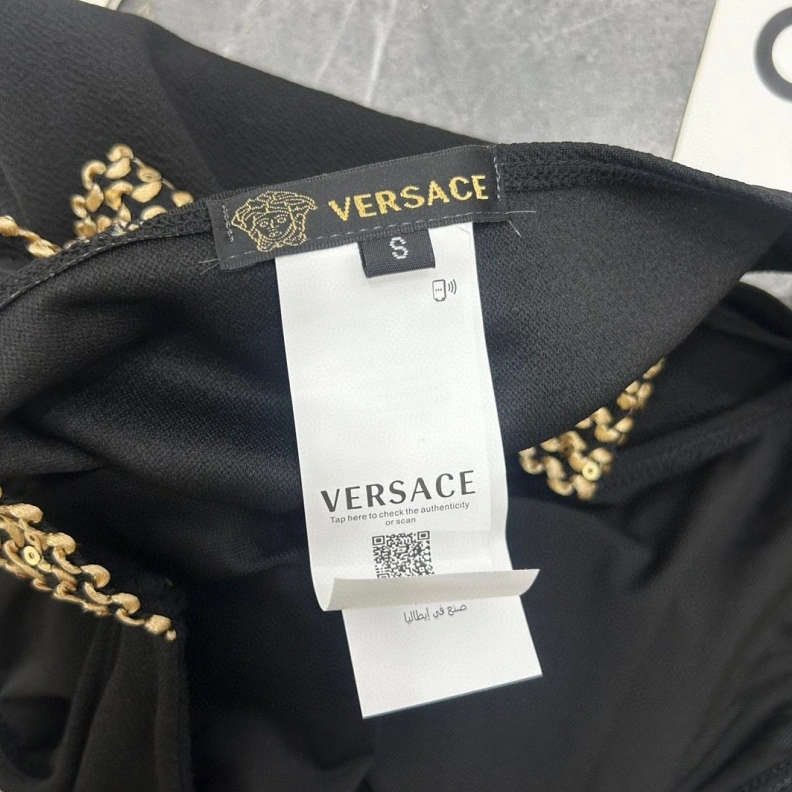 VERSACE
S
VERSACE
Tap here to check the authenticity
or scan
صنع في إيطاليا